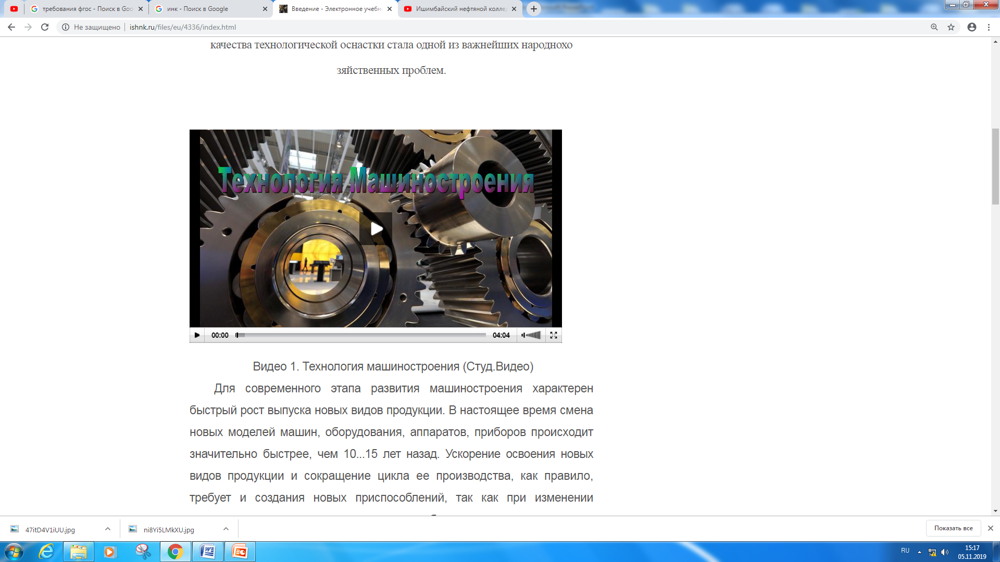 требования фгос - Поиск в Goo
инк - Поиск в Google
Введение - Электронное учебн
Ишимбайский нефтяной коллед
Не защищено
ishnk.ru/files/eu/4336/index.html
качества технологической оснастки стала одной из важнейших народнохо
зяйственных проблем.
Технология Машиностроения
00:00
04:04
Видео 1. Технология машиностроения (Студ.Видео)
Для современного этапа развития машиностроения характерен
быстрый рост выпуска новых видов продукции. В настоящее время смена
новых моделей машин, оборудования, аппаратов, приборов происходит
значительно быстрее, чем 10...15 лет назад. Ускорение освоения новых
видов продукции и сокращение цикла ее производства, как правило,
требует и создания новых приспособлений, так как при изменении
47itD4V1iUU.jpg
ni8Yi5LMkXU.jpg
Показать все
RU
15:17
05.11.2019